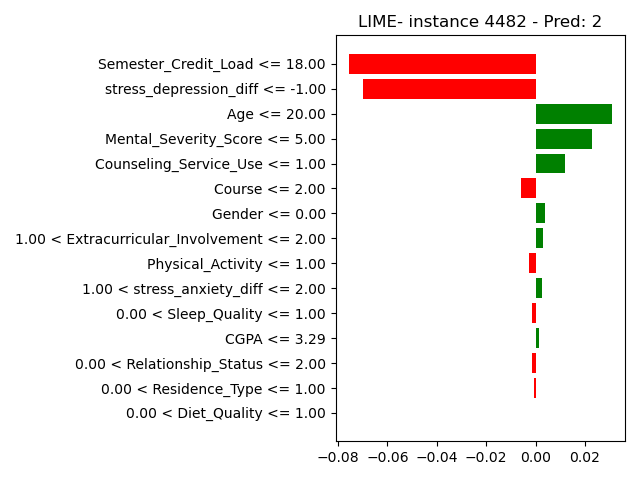 LIME- instance 4482 - Pred: 2
Semester_Credit_Load <= 18.00
stress_depression_diff <= -1.00
Age <= 20.00
Mental_Severity_Score <= 5.00
Counseling_Service_Use <= 1.00
Course <= 2.00
Gender <= 0.00
1.00 < Extracurricular_Involvement <= 2.00
Physical_Activity <= 1.00
1.00 < stress_anxiety_diff <= 2.00
0.00 < Sleep_Quality <= 1.00
CGPA <= 3.29
0.00 < Relationship_Status <= 2.00
0.00 < Residence_Type <= 1.00
0.00 < Diet_Quality <= 1.00
−0.08 −0.06 −0.04 −0.02 0.00 0.02